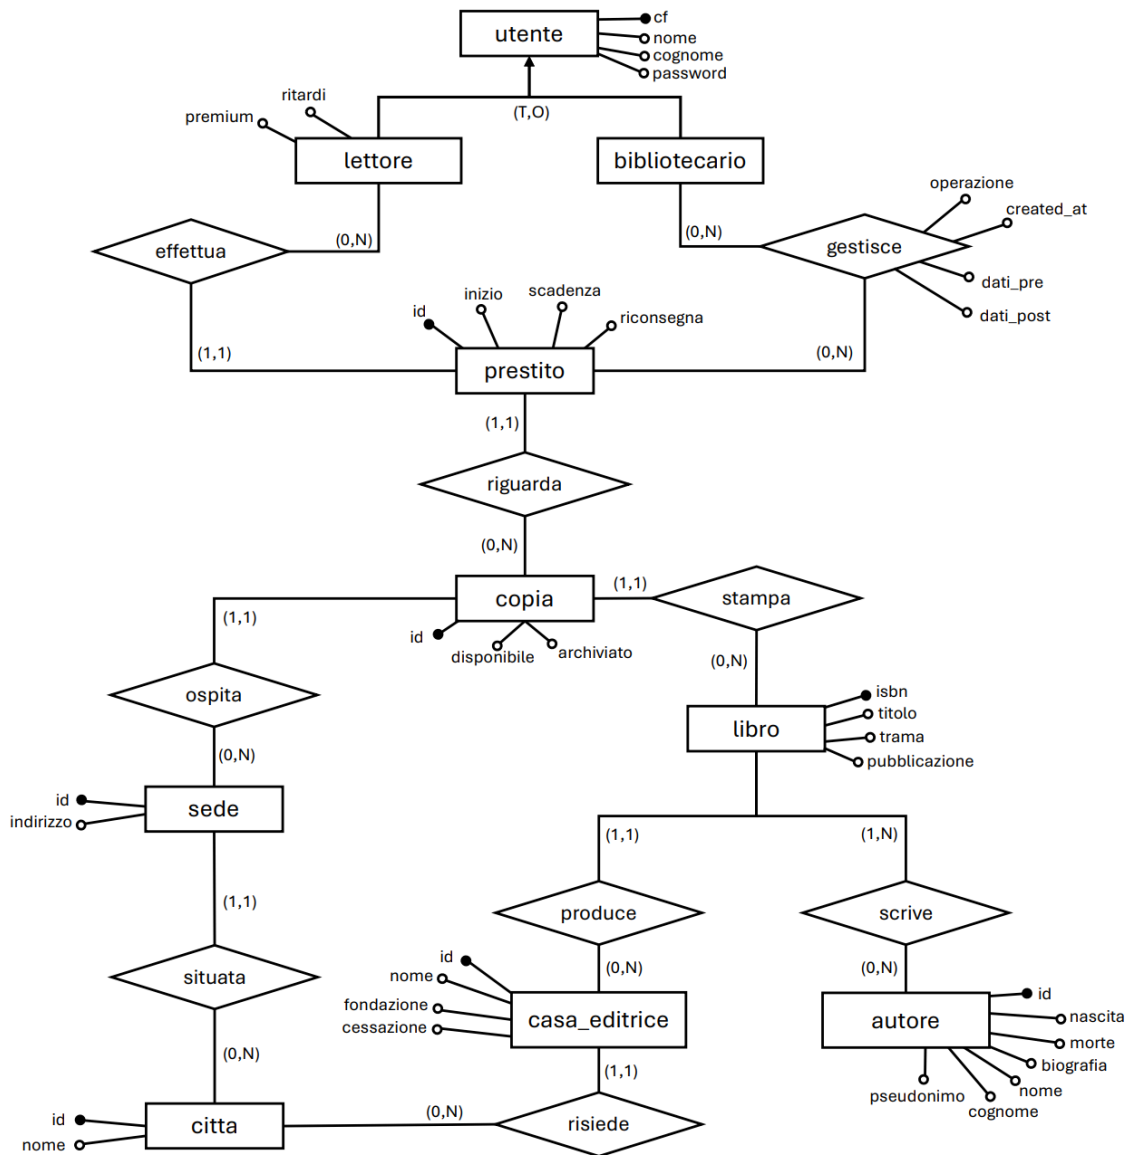 utente
cf
nome
cognome
password
(T,O)
ritardi
premium
lettore
bibliotecario
operazione
created_at
(0,N)
effettua
(0,N)
gestisce
dati_pre
dati_post
id
inizio
scadenza
riconsegna
(1,1)
prestito
(0,N)
(1,1)
riguarda
(0,N)
copia
(1,1)
stampa
(1,1)
id
disponibile
archiviato
(0,N)
ospita
isbn
titolo
libro
trama
pubblicazione
(0,N)
id
sede
indirizzo
(1,1)
(1,N)
(1,1)
produce
scrive
id
nome
(0,N)
(0,N)
situata
fondazione
cessazione
casa_editrice
autore
id
nascita
morte
biografia
nome
cognome
pseudonimo
(0,N)
(1,1)
id
nome
citta
(0,N)
risiede